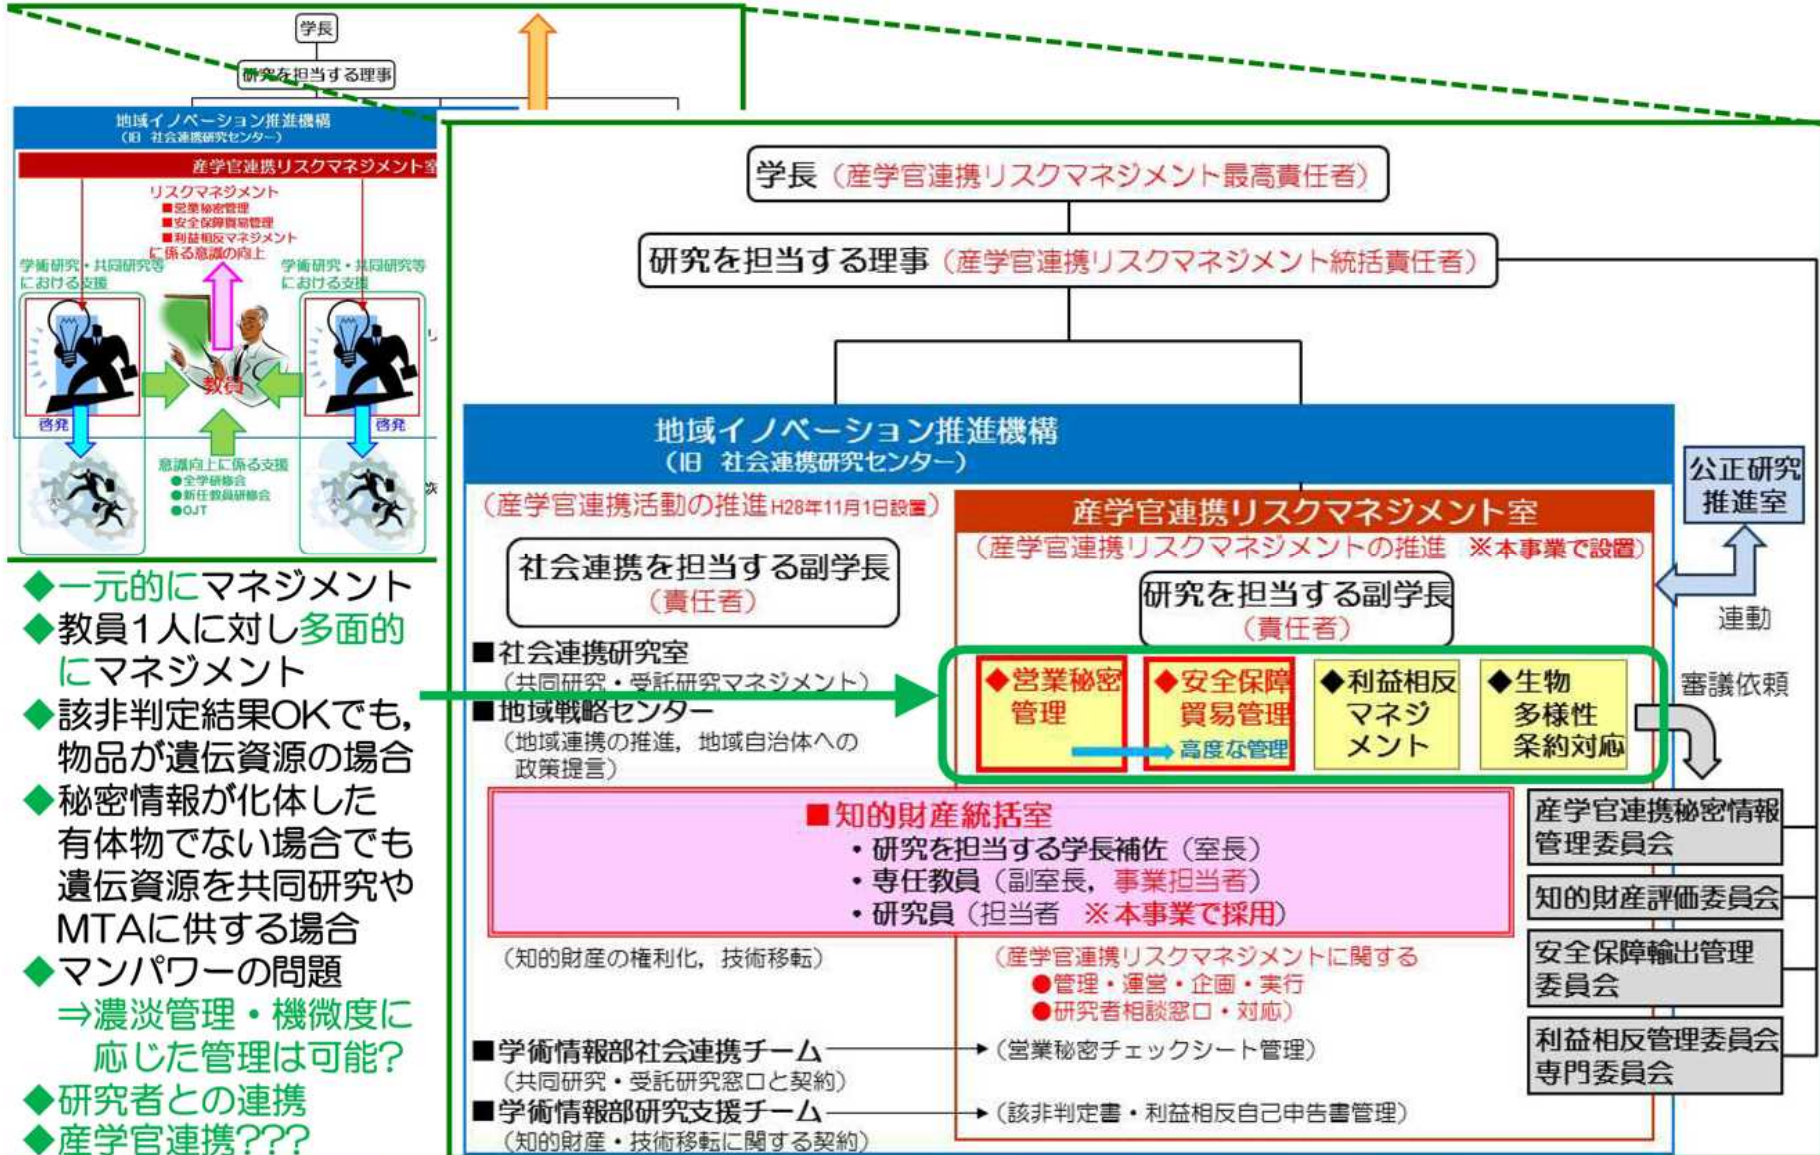 学長
研究を担当する理事
地域イノベーション推進機構
（旧 社会連携研究センター）
産学官連携リスクマネジメント室
リスクマネジメント
■営業秘密管理
■安全保障貿易管理
■利益相反マネジメント
に係る意識の向上
学術研究・共同研究等
における支援
学術研究・共同研究等
における支援
教員
啓発
啓発
意識向上に係る支援
●全学研修会
●新任教員研修会
●OJT
◆一元的にマネジメント
◆教員1人に対し多面的
にマネジメント
◆該非判定結果OKでも，
物品が遺伝資源の場合
◆秘密情報が化体した
有体物でない場合でも
遺伝資源を共同研究や
MTAに供する場合
◆マンパワーの問題
⇒濃淡管理・機微度に
応じた管理は可能?
◆研究者との連携
◆産学官連携???
学長（産学官連携リスクマネジメント最高責任者）
研究を担当する理事（産学官連携リスクマネジメント統括責任者）
地域イノベーション推進機構
（旧 社会連携研究センター）
（産学官連携活動の推進H28年11月1日設置）
社会連携を担当する副学長
（責任者）
■社会連携研究室
（共同研究・受託研究マネジメント）
■地域戦略センター
（地域連携の推進，地域自治体への
政策提言）
産学官連携リスクマネジメント室
（産学官連携リスクマネジメントの推進 ※本事業で設置）
研究を担当する副学長
（責任者）
◆営業秘密
管理
◆安全保障
貿易管理
高度な管理
◆利益相反
マネジ
メント
◆生物
多様性
条約対応
公正研究
推進室
連動
審議依頼
■知的財産統括室
・研究を担当する学長補佐（室長）
・専任教員（副室長，事業担当者）
・研究員（担当者 ※本事業で採用）
（知的財産の権利化，技術移転）
（産学官連携リスクマネジメントに関する
●管理・運営・企画・実行
●研究者相談窓口・対応）
■学術情報部社会連携チーム
（営業秘密チェックシート管理）
（共同研究・受託研究窓口と契約）
■学術情報部研究支援チーム
（該非判定書・利益相反自己申告書管理）
（知的財産・技術移転に関する契約）
産学官連携秘密情報
管理委員会
知的財産評価委員会
安全保障輸出管理
委員会
利益相反管理委員会
専門委員会